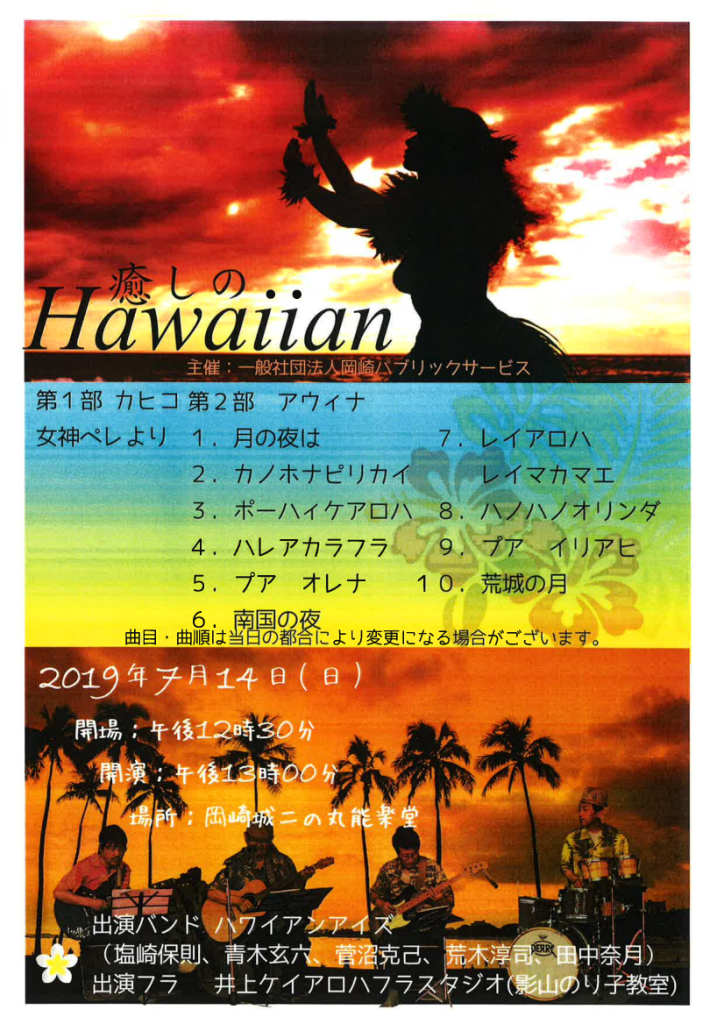 癒しの
Hawaiian
主催：一般社団法人岡崎パブリックサービス
第１部 カヒコ
女神ペレより
第２部　アウィナ
１．月の夜は
２．カノホナピリカイ
３．ポーハイケアロハ
４．ハレアカラフラ
５．プア　オレナ
６．南国の夜
７．レイアロハ
レイマカマエ
８．ハノハノオリンダ
９．プア　イリアヒ
１０．荒城の月
曲目・曲順は当日の都合により変更になる場合がございます。
2019年7月14日(日)
開場：午後12時30分
開演：午後13時00分
場所：岡崎城二の丸能楽堂
出演バンド ハワイアンアイズ
（塩崎保則、青木玄六、菅沼克己、荒木淳司、田中奈月）
出演フラ　井上ケイアロハフラスタジオ(影山のり子教室)
PERRY